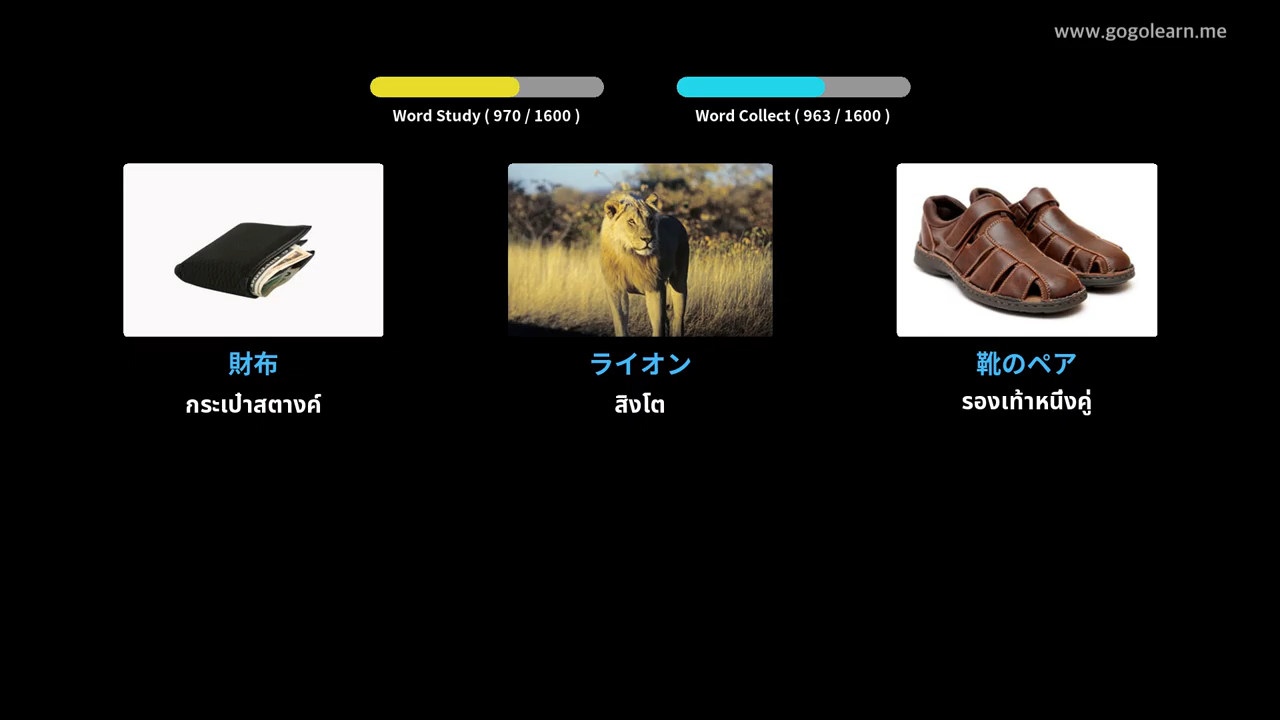 www.gogolearn.me
Word Study ( 970 / 1600 )
Word Collect ( 963 / 1600 )
財布
ライオン
靴のペア
กระเป๋าสตางค์
สิงโต
รองเท้าหนึ่งคู่